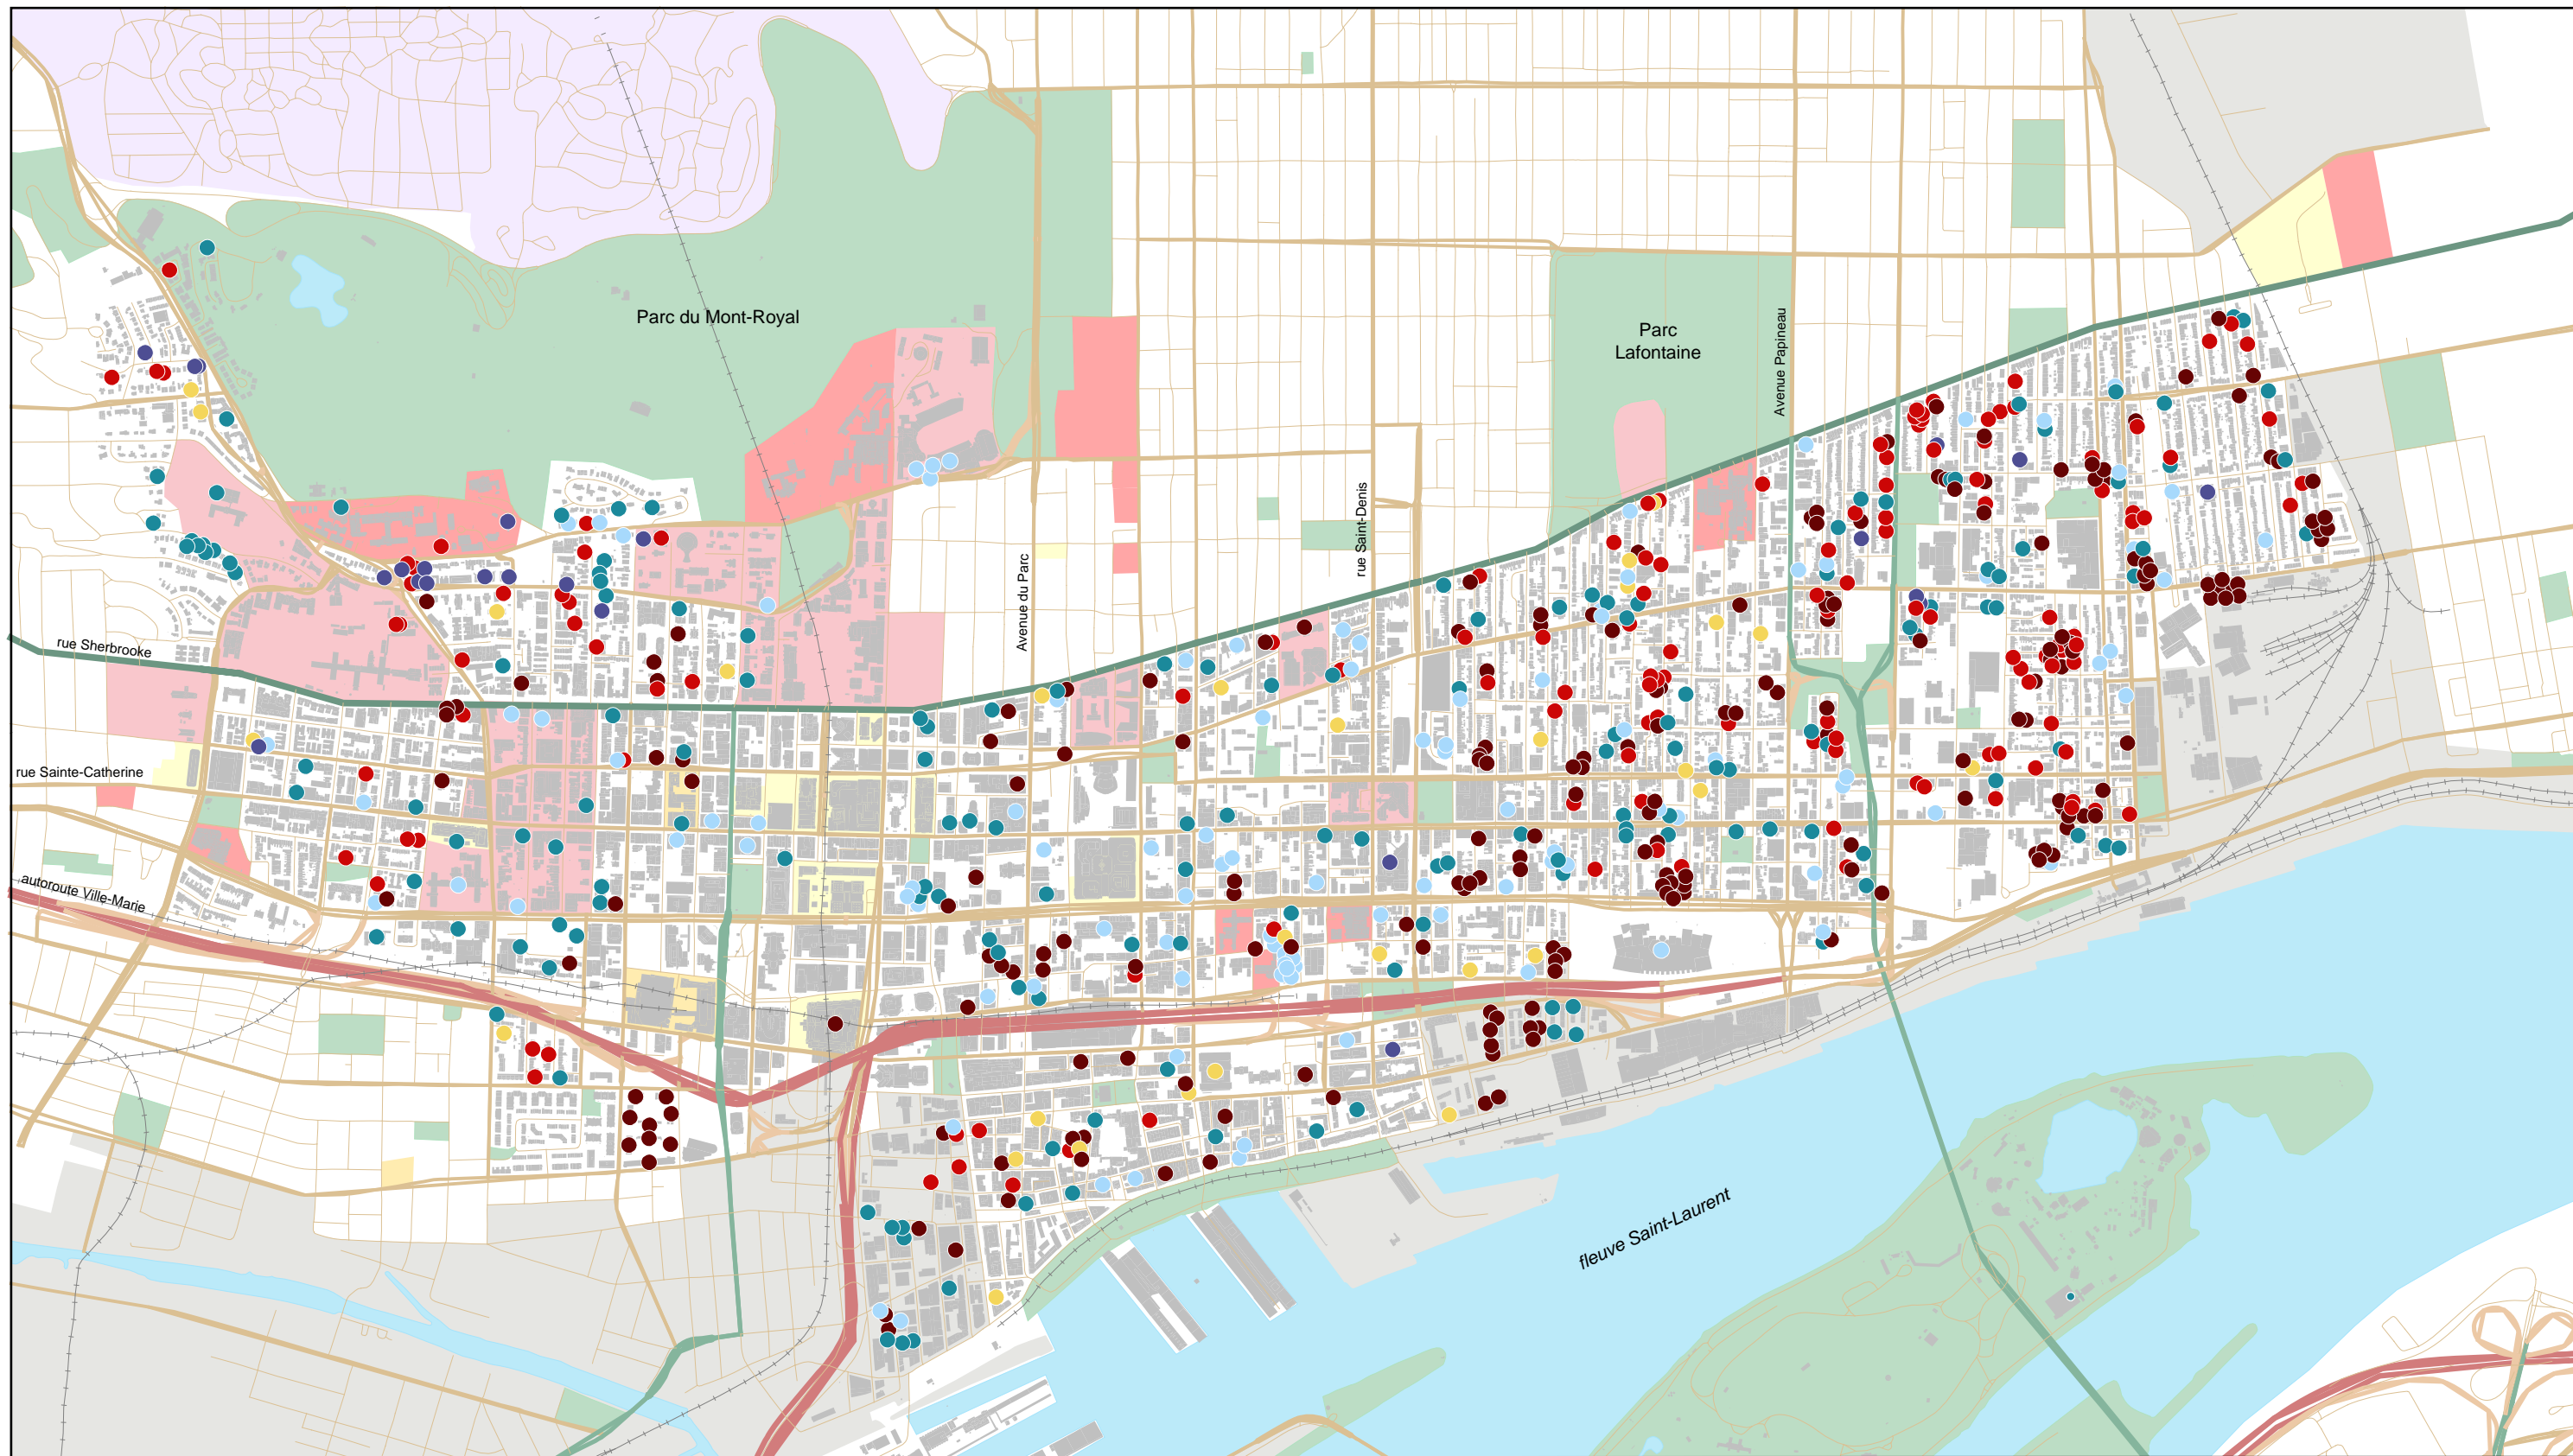 Parc du Mont-Royal
Parc
Lafontaine
Avenue Papineau
rue Saint-Denis
Avenue du Parc
rue Sherbrooke
rue Sainte-Catherine
autoroute Ville-Marie
fleuve Saint-Laurent